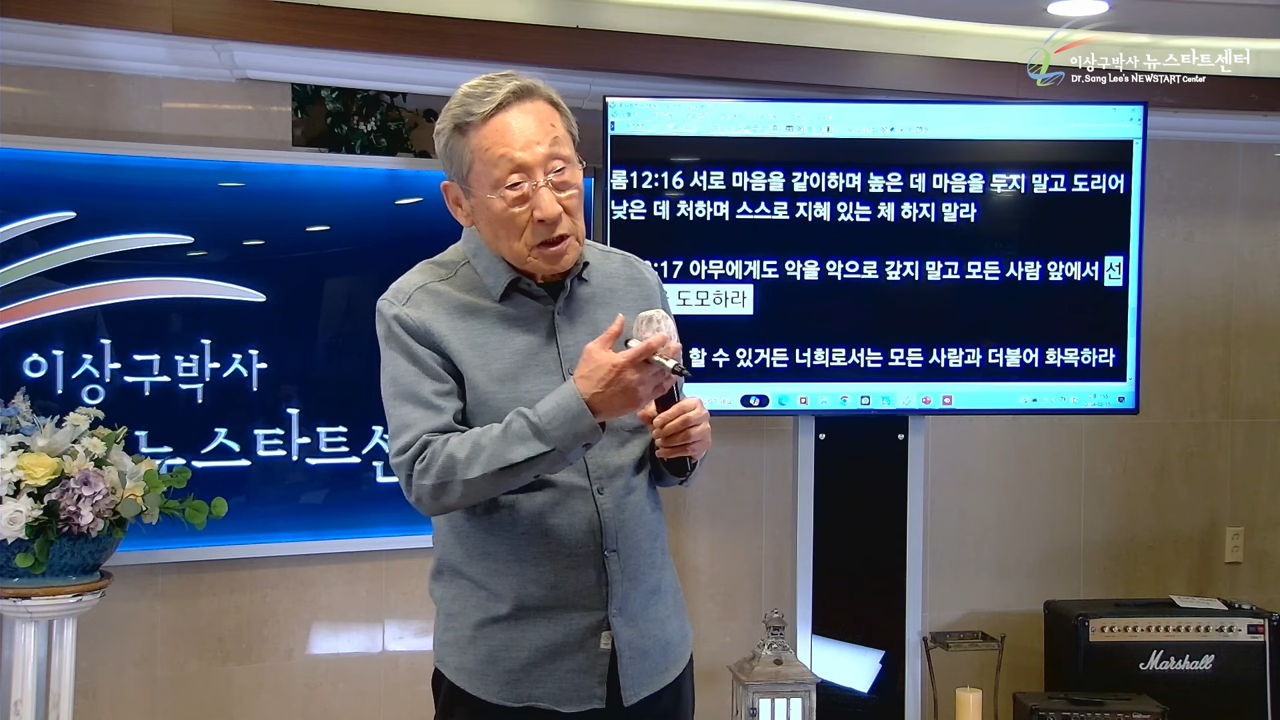 이상구박사 뉴스타트센터
Dr. Sang Lee's NEWSTART Center
롬12:16 서로 마음을 같이하며 높은 데 마음을 두지 말고 도리어
낮은 데 처하며 스스로 지혜 있는 체 하지 말라
:17 아무에게도 악을 악으로 갚지 말고 모든 사람 앞에서 선
도모하라
할 수 있거든 너희로서는 모든 사람과 더불어 화목하라
이상구박사
뉴스타트센
Marshall